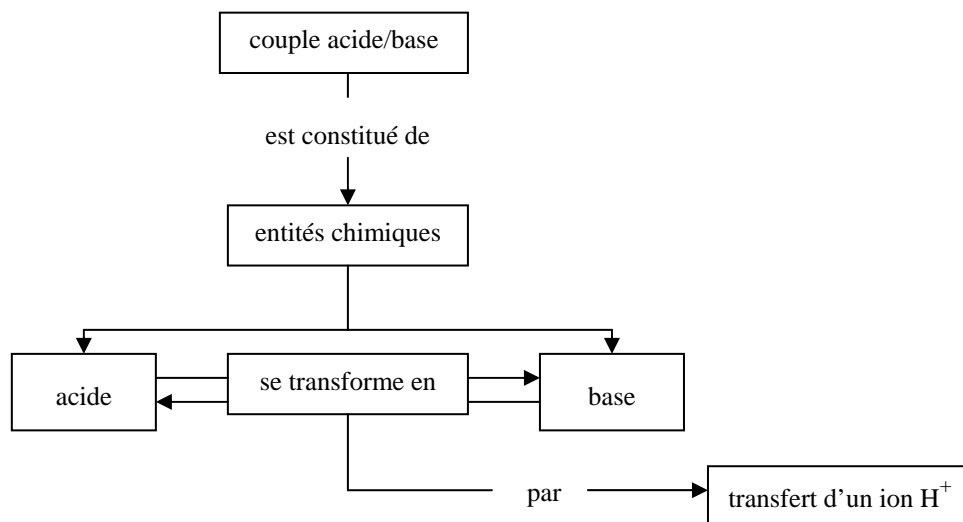 couple acide/base
est constitué de
entités chimiques
acide
se transforme en
base
par
transfert d’un ion H⁺